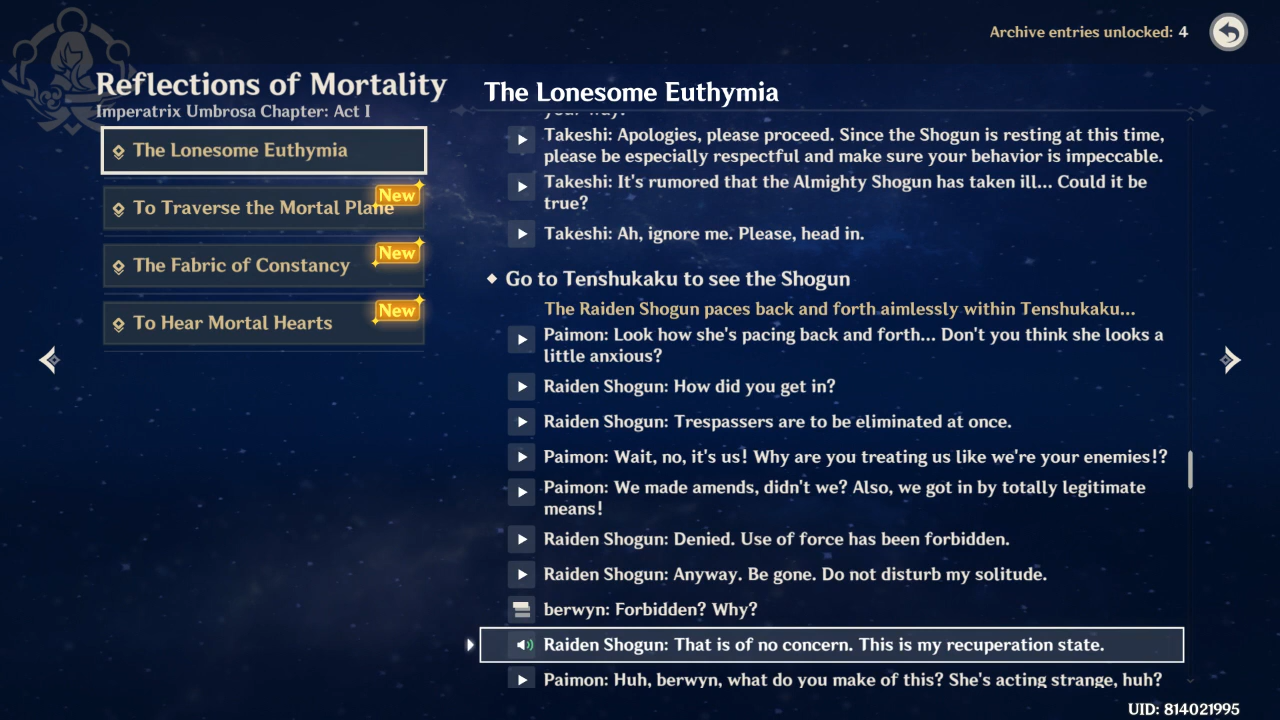 Archive entries unlocked: 4
Reflections of Mortality
Imperatrix Umbrosa Chapter: Act I
The Lonesome Euthymia
New
To Traverse the Mortal Plane
New
The Fabric of Constancy
New
To Hear Mortal Hearts
The Lonesome Euthymia
your way.
Takeshi: Apologies, please proceed. Since the Shogun is resting at this time,
please be especially respectful and make sure your behavior is impeccable.
Takeshi: It's rumored that the Almighty Shogun has taken ill... Could it be
true?
Takeshi: Ah, ignore me. Please, head in.
Go to Tenshukaku to see the Shogun
The Raiden Shogun paces back and forth aimlessly within Tenshukaku...
Paimon: Look how she's pacing back and forth... Don't you think she looks a
little anxious?
Raiden Shogun: How did you get in?
Raiden Shogun: Trespassers are to be eliminated at once.
Paimon: Wait, no, it's us! Why are you treating us like we're your enemies!?
Paimon: We made amends, didn't we? Also, we got in by totally legitimate
means!
Raiden Shogun: Denied. Use of force has been forbidden.
Raiden Shogun: Anyway. Be gone. Do not disturb my solitude.
berwyn: Forbidden? Why?
Raiden Shogun: That is of no concern. This is my recuperation state.
Paimon: Huh, berwyn, what do you make of this? She's acting strange, huh?
UID: 814021995